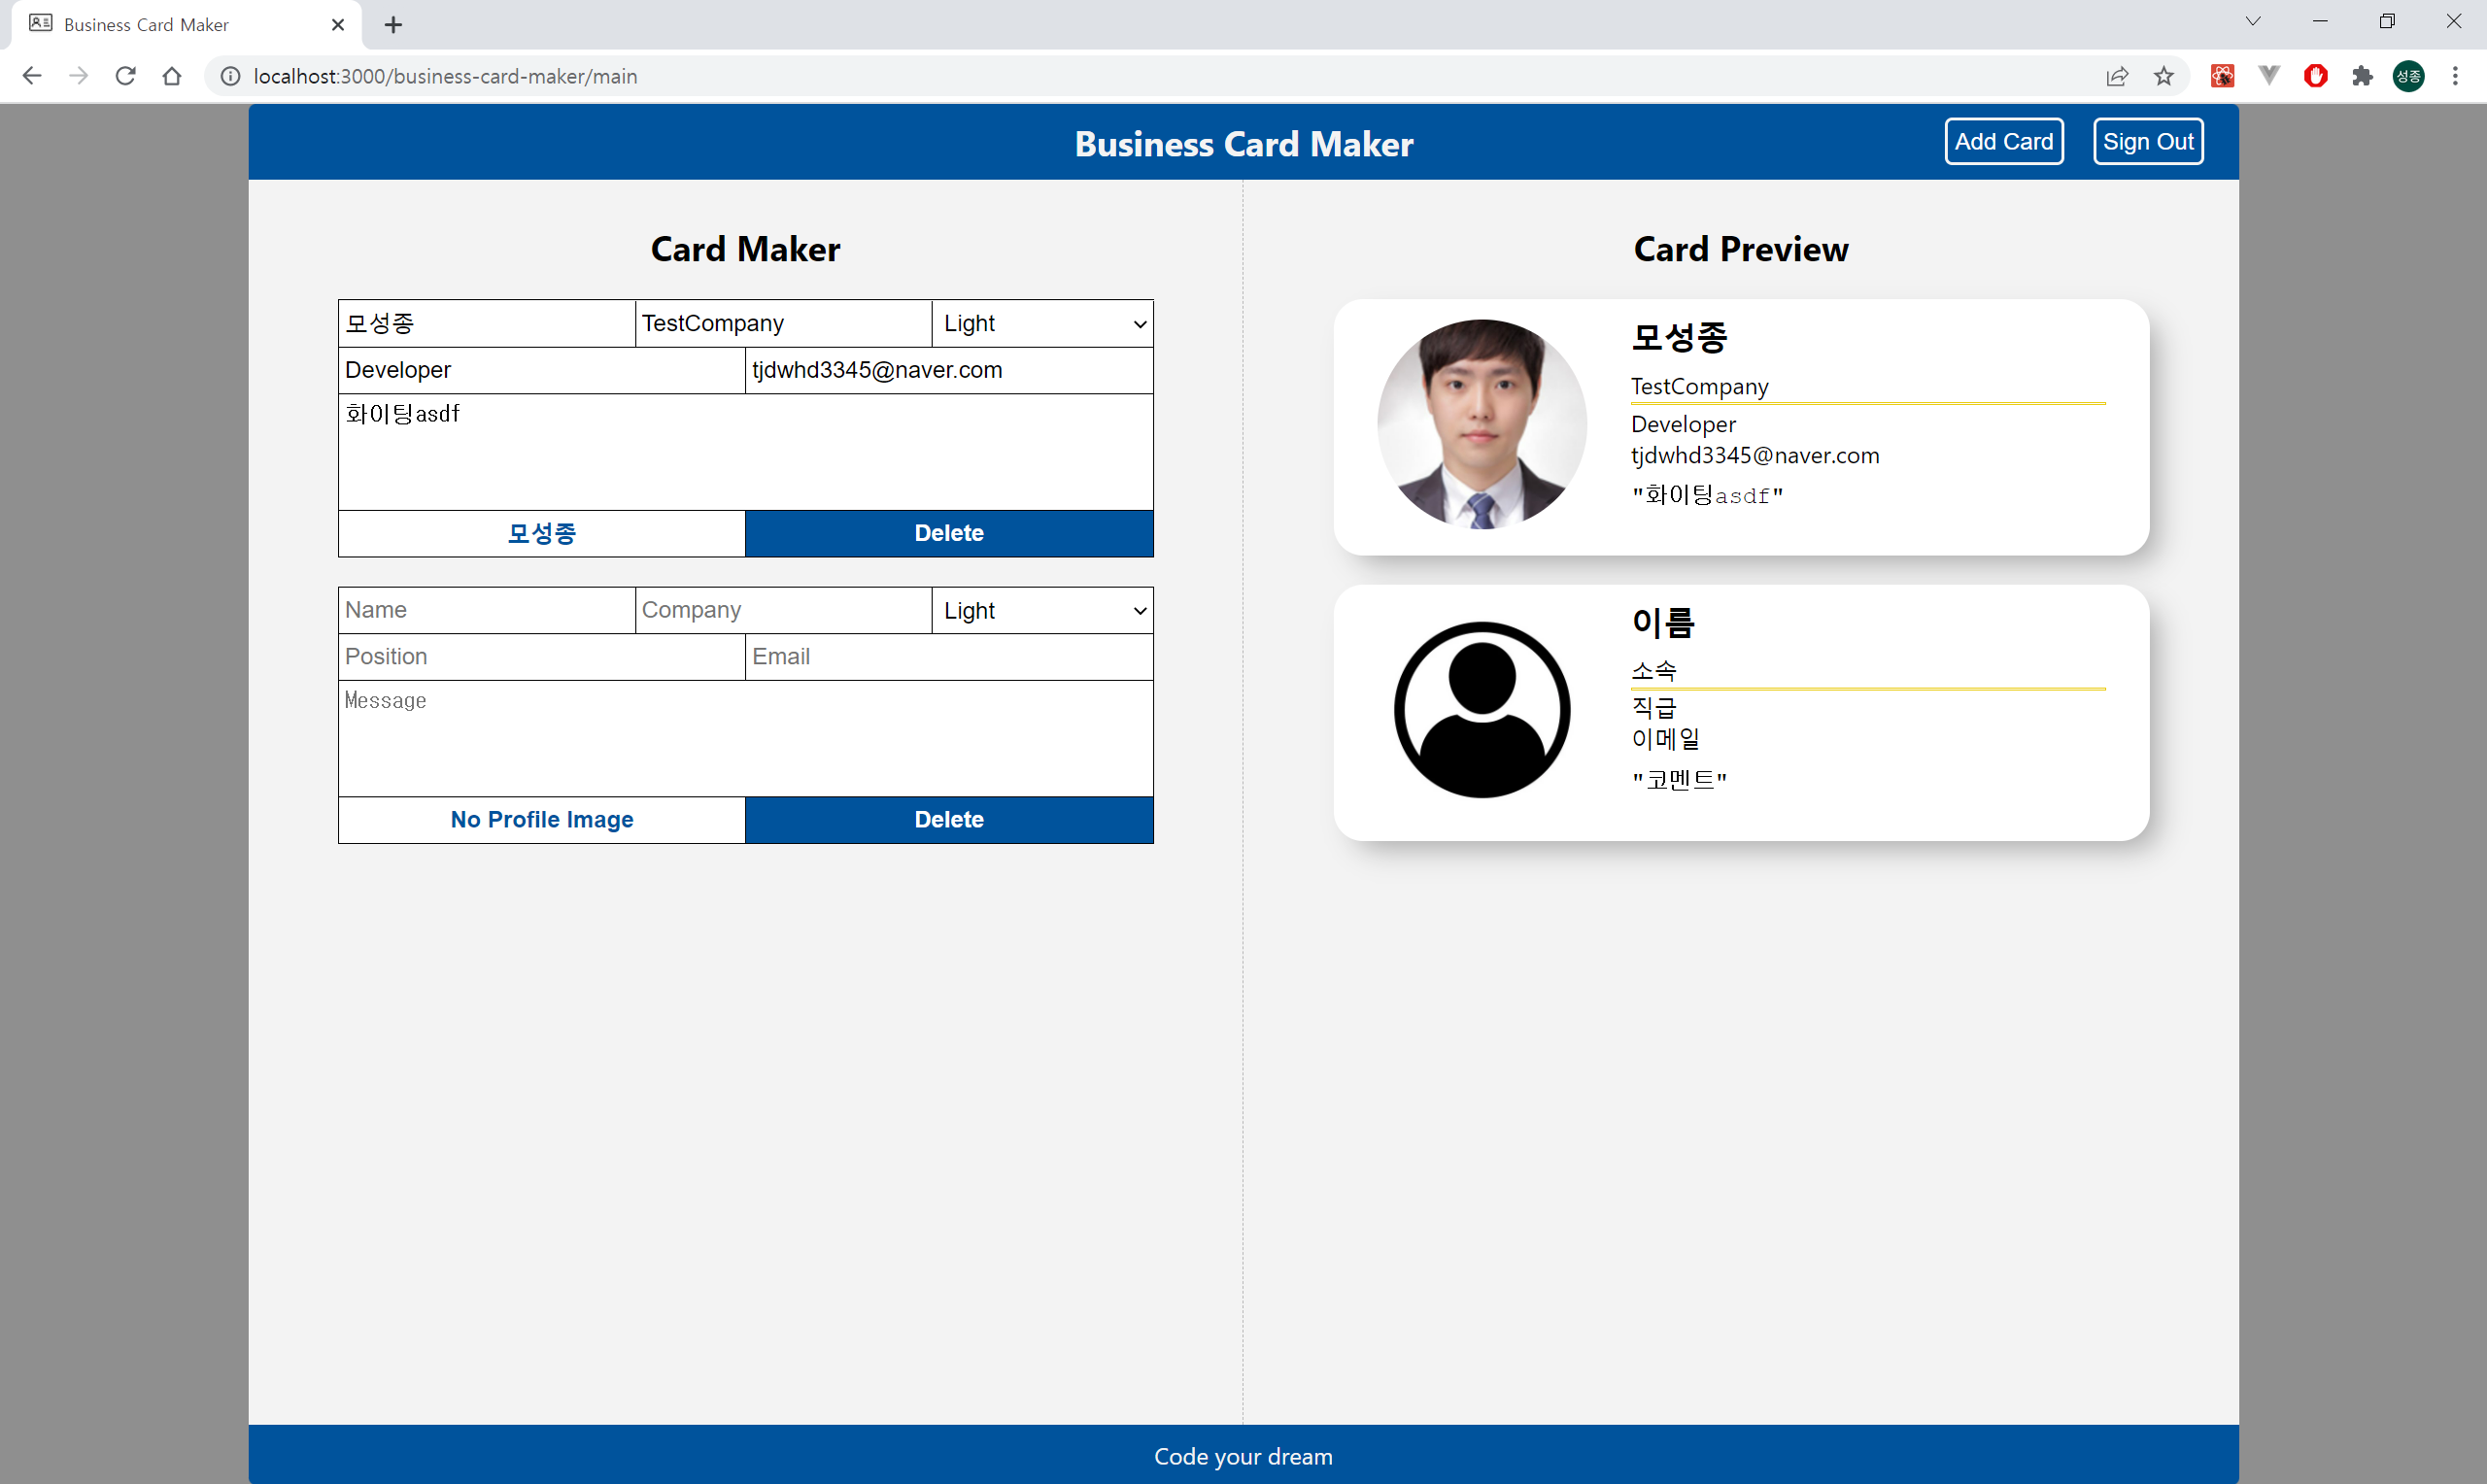 Business Card Maker
localhost:3000/business-card-maker/main
성종
Business Card Maker
Add Card
Sign Out
Card Maker
모성종
TestCompany
Light
Developer
tjdwhd3345@naver.com
화이팅asdf
모성종
Delete
Name
Company
Light
Position
Email
Message
No Profile Image
Delete
Card Preview
모성종
TestCompany
Developer
tjdwhd3345@naver.com
"화이팅asdf"
이름
소속
직급
이메일
"코멘트"
Code your dream